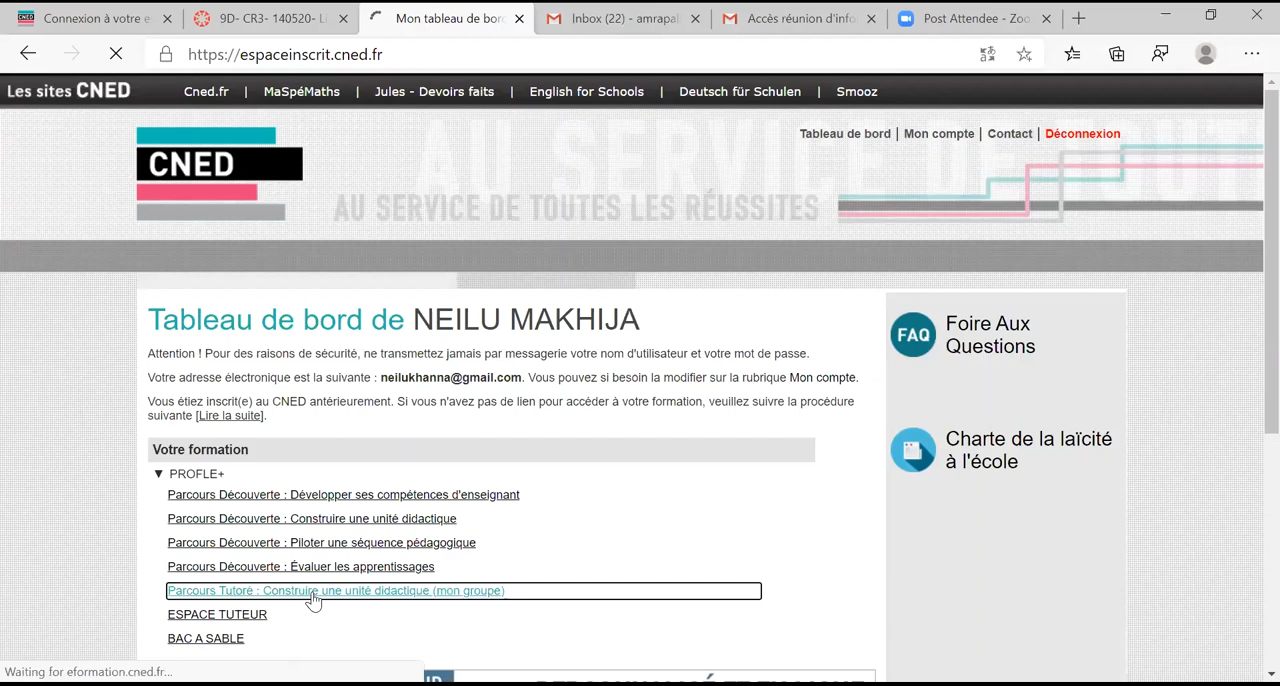 Connexion à votre e
9D- CR3- 140520- Li
Mon tableau de bord
Inbox (22) - amrapal
Accès réunion d'info
Post Attendee - Zoo
https://espaceinscrit.cned.fr
Les sites CNED
Cned.fr | MaSpéMaths | Jules - Devoirs faits | English for Schools | Deutsch für Schulen | Smooz
Tableau de bord | Mon compte | Contact | Déconnexion
CNED
AU SERVICE DE TOUT
AU SERVICE DE TOUTES LES RÉUSSITES
Tableau de bord de NEILU MAKHIJA
Attention ! Pour des raisons de sécurité, ne transmettez jamais par messagerie votre nom d'utilisateur et votre mot de passe.
Votre adresse électronique est la suivante : neilukhanna@gmail.com. Vous pouvez si besoin la modifier sur la rubrique Mon compte.
Vous étiez inscrit(e) au CNED antérieurement. Si vous n'avez pas de lien pour accéder à votre formation, veuillez suivre la procédure
suivante [Lire la suite].
Votre formation
▼ PROFLE+
Parcours Découverte : Développer ses compétences d'enseignant
Parcours Découverte : Construire une unité didactique
Parcours Découverte : Piloter une séquence pédagogique
Parcours Découverte : Évaluer les apprentissages
Parcours Tutoré : Construire une unité didactique (mon groupe)
ESPACE TUTEUR
BAC A SABLE
FAQ
Foire Aux
Questions
Charte de la laïcité
à l'école
Waiting for eformation.cned.fr...